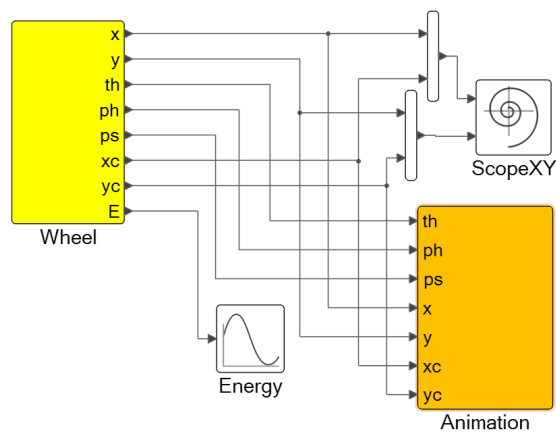 x
y
th
ph
ps
xc
yc
E
Wheel
ScopeXY
Energy
th
ph
ps
x
y
xc
yc
Animation